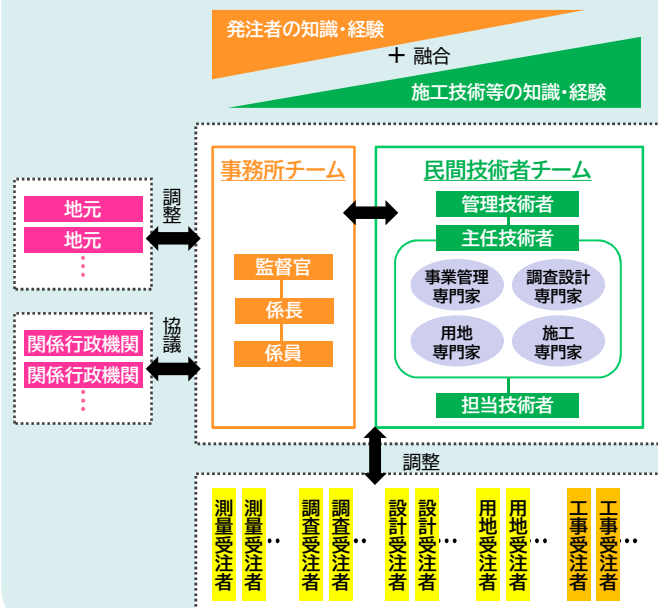 発注者の知識・経験
＋ 融合
施工技術等の知識・経験
事務所チーム
民間技術者チーム
地元
地元
⋮
調整
管理技術者
主任技術者
監督官
係長
係員
事業管理
専門家
調査設計
専門家
用地
専門家
施工
専門家
担当技術者
関係行政機関
関係行政機関
⋮
協議
調整
測量受注者
測量受注者
‥
調査受注者
調査受注者
‥
設計受注者
設計受注者
…
用地受注者
用地受注者
…
工事受注者
工事受注者
…